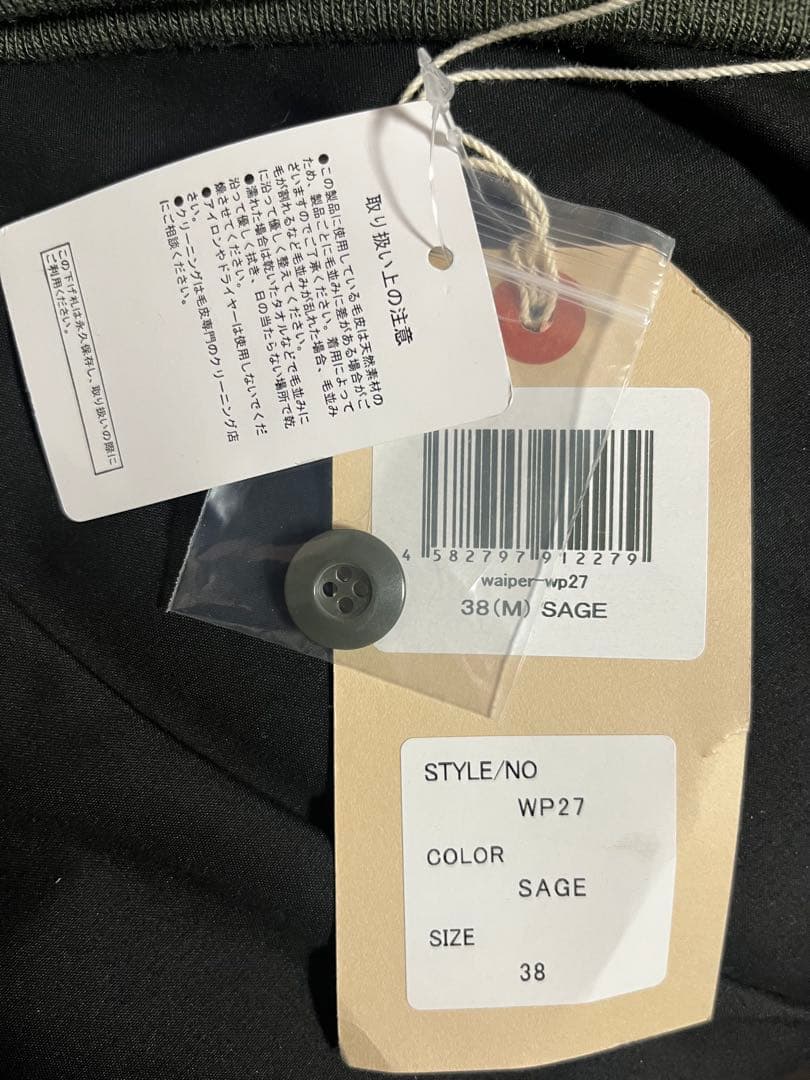 取り扱い上の注意
●この製品に使用している毛皮は天然素材の
ため、製品ごとに毛並みに差がある場合がご
ざいますのでご了承ください。着用によって
毛が割れるなど毛並みが乱れた場合、毛並み
に沿って優しく整えてください。
●濡れた場合は乾いたタオルなどで毛並みに
沿って優しく拭き、日の当たらない場所で乾
燥させてください。
●アイロンやドライヤーは使用しないでくだ
さい。
●クリーニングは毛皮専門のクリーニング店
にご相談ください。
この下げ札は永久保存し、取り扱いの際に
ご利用ください。
4 582797 912279
waiper-wp27
38(M) SAGE
STYLE/NO
WP27
COLOR
SAGE
SIZE
38